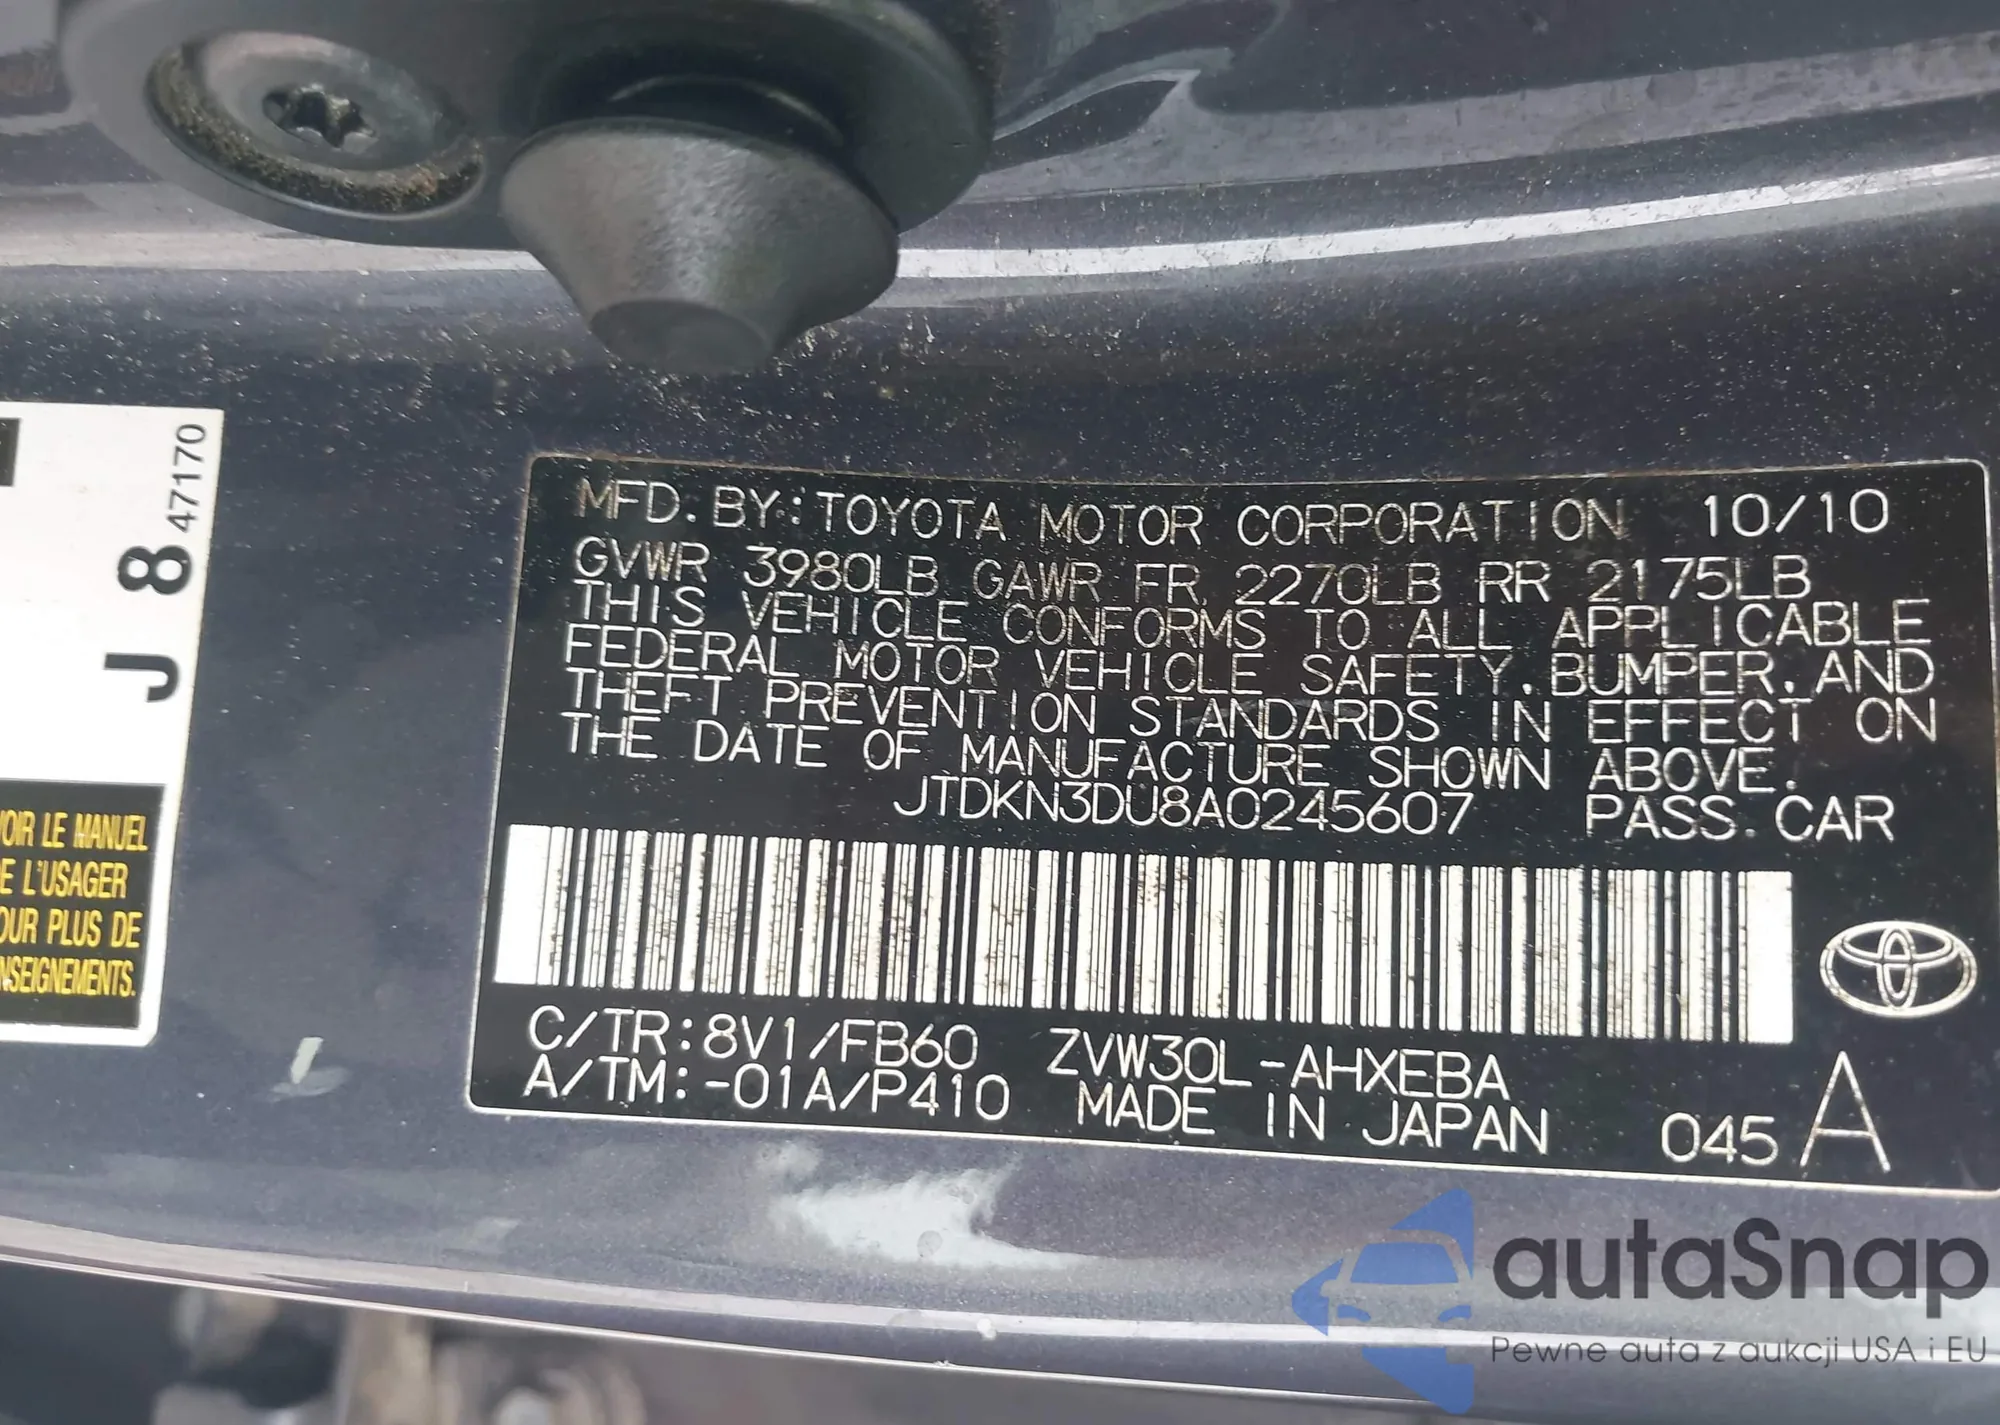 J 8 47170
OIR LE MANUEL
E L'USAGER
OUR PLUS DE
NSEIGNEMENTS.
MFD. BY: TOYOTA MOTOR CORPORATION 10/10
GVWR 3980LB GAWR FR 2270LB RR 2175LB
THIS VEHICLE CONFORMS TO ALL APPLICABLE
FEDERAL MOTOR VEHICLE SAFETY, BUMPER, AND
THEFT PREVENTION STANDARDS IN EFFECT ON
THE DATE OF MANUFACTURE SHOWN ABOVE.
JTDKN3DU8A0245607 PASS. CAR
C/TR:8V1/FB60 ZVW30L-AHXEBA
A/TM:-01A/P410 MADE IN JAPAN 045 A
autaSnap
Pewne auta z aukcji USA i EU